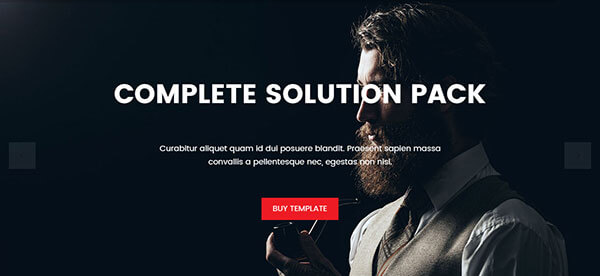 COMPLETE SOLUTION PACK
Curabitur aliquet quam id dui posuere blandit. Praesent sapien massa
convallis a pellentesque nec, egestas non nisl.
BUY TEMPLATE